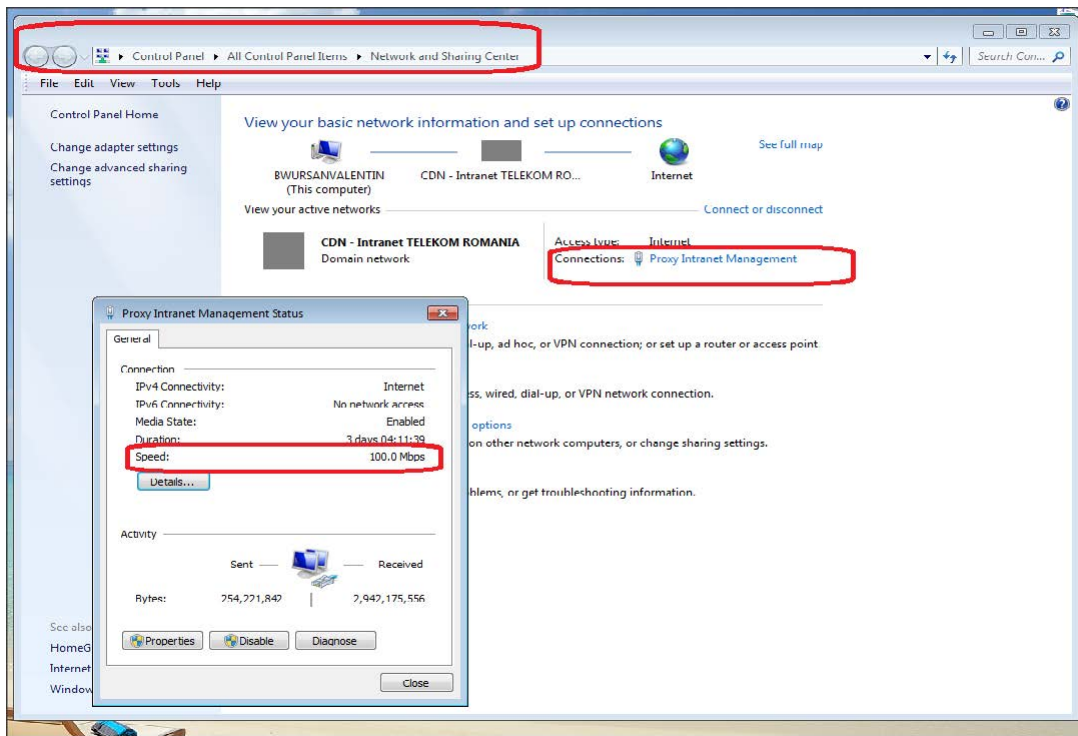 Control Panel ▸ All Control Panel Items ▸ Network and Sharing Center
Search Con...
File Edit View Tools Help
Control Panel Home
Change adapter settings
Change advanced sharing
settings
View your basic network information and set up connections
See full map
BWURSANVALENTIN
(This computer)
CDN - Intranet TELEKOM RO...
Internet
View your active networks
Connect or disconnect
CDN - Intranet TELEKOM ROMANIA
Domain network
Access type: Internet
Connections: Proxy Intranet Management
ork
l-up, ad hoc, or VPN connection; or set up a router or access point
ss, wired, dial-up, or VPN network connection.
options
on other network computers, or change sharing settings.
blems, or get troubleshooting information.
See also
HomeG
Internet
Window
Proxy Intranet Management Status
General
Connection
IPv4 Connectivity: Internet
IPv6 Connectivity: No network access
Media State: Enabled
Duration: 3 days 04:11:39
Speed: 100.0 Mbps
Details...
Activity
Sent Received
Bytes: 254,221,842 2,942,175,556
Properties Disable Diagnose
Close